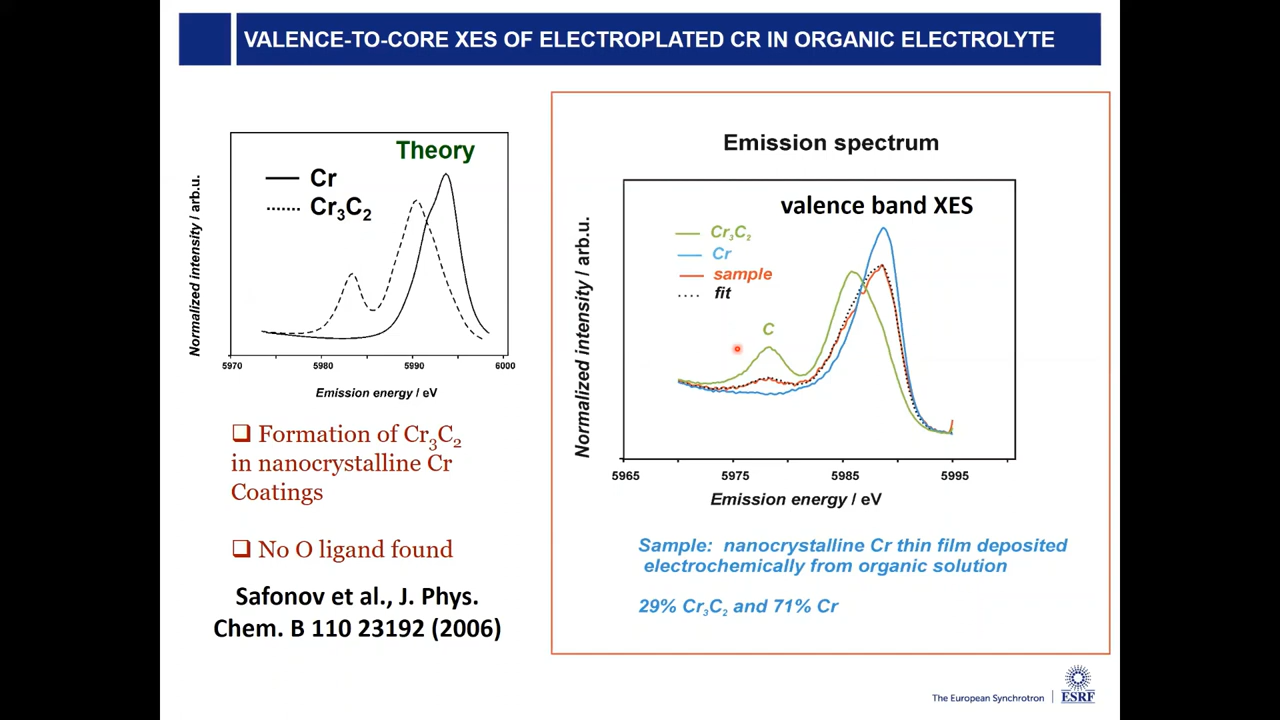 VALENCE-TO-CORE XES OF ELECTROPLATED CR IN ORGANIC ELECTROLYTE
Theory
Cr
Cr3C2
Normalized intensity / arb.u.
5970 5980 5990 6000
Emission energy / eV
❑ Formation of Cr3C2
in nanocrystalline Cr
Coatings
❑ No O ligand found
Safonov et al., J. Phys.
Chem. B 110 23192 (2006)
Emission spectrum
valence band XES
Cr3C2
Cr
sample
fit
C
Normalized intensity / arb.u.
5965 5975 5985 5995
Emission energy / eV
Sample: nanocrystalline Cr thin film deposited
electrochemically from organic solution
29% Cr3C2 and 71% Cr
The European Synchrotron
ESRF